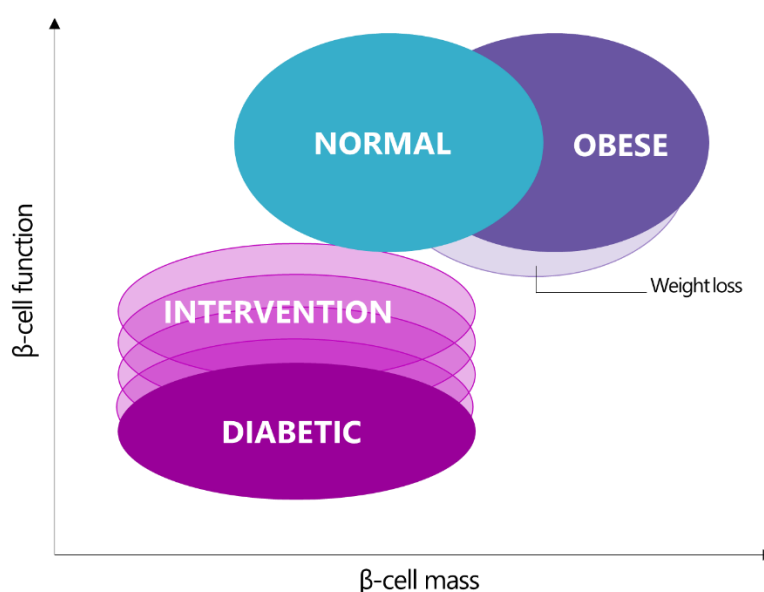 NORMAL
OBESE
Weight loss
INTERVENTION
DIABETIC
β-cell function
β-cell mass